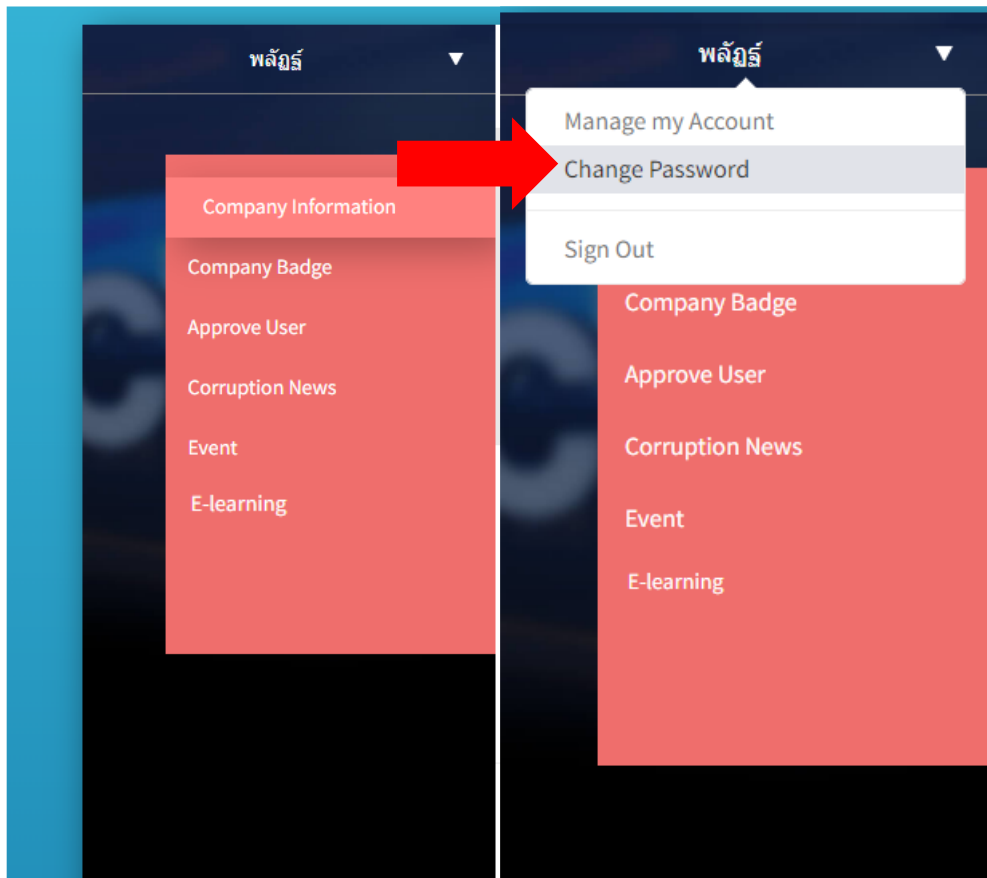 พลัฏฐ์ ▼
Company Information
Company Badge
Approve User
Corruption News
Event
E-learning
พลัฏฐ์ ▼
Manage my Account
Change Password
Sign Out
Company Badge
Approve User
Corruption News
Event
E-learning